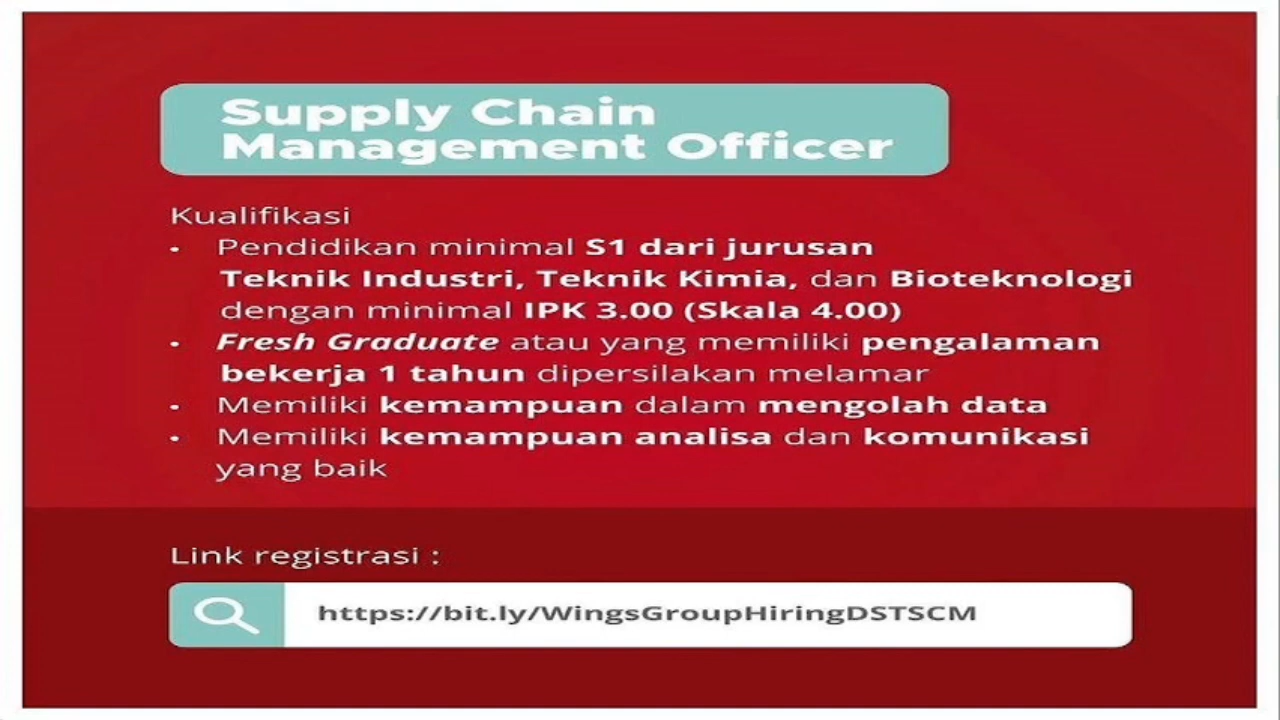 Supply Chain
Management Officer
Kualifikasi
• Pendidikan minimal S1 dari jurusan
Teknik Industri, Teknik Kimia, dan Bioteknologi
dengan minimal IPK 3.00 (Skala 4.00)
• Fresh Graduate atau yang memiliki pengalaman
bekerja 1 tahun dipersilakan melamar
• Memiliki kemampuan dalam mengolah data
• Memiliki kemampuan analisa dan komunikasi
yang baik
Link registrasi :
https://bit.ly/WingsGroupHiringDSTSCM